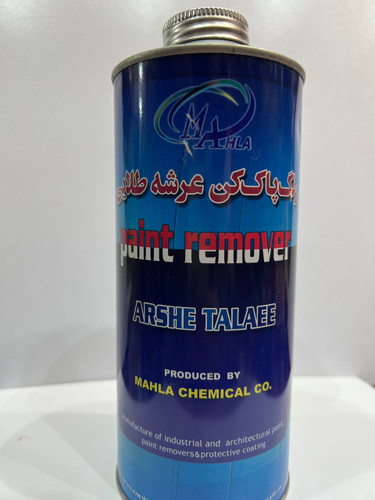 MAHLA
رنگ پاک‌کن عرشه طلایی
paint remover
ARSHE TALAEE
PRODUCED BY
MAHLA CHEMICAL CO.
manufacture of industrial and architectural paint
paint removers&protective coating